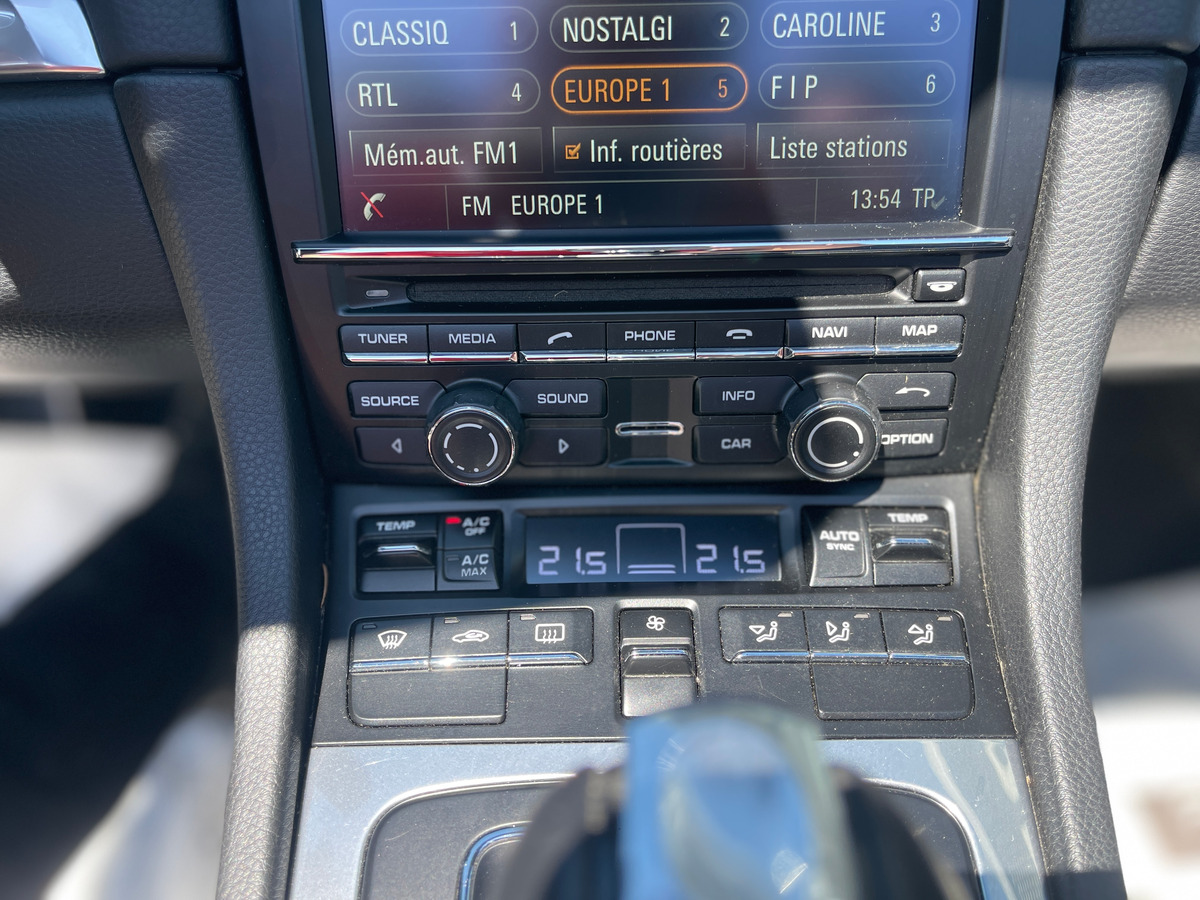 CLASSIQ 1 NOSTALGI 2 CAROLINE 3
RTL 4 EUROPE 1 5 FIP 6
Mém.aut. FM1 Inf. routières Liste stations
FM EUROPE 1 13:54 TP
TUNER MEDIA PHONE NAVI MAP
SOURCE SOUND INFO
CAR OPTION
TEMP A/C OFF AUTO SYNC TEMP
A/C MAX
21.5 21.5